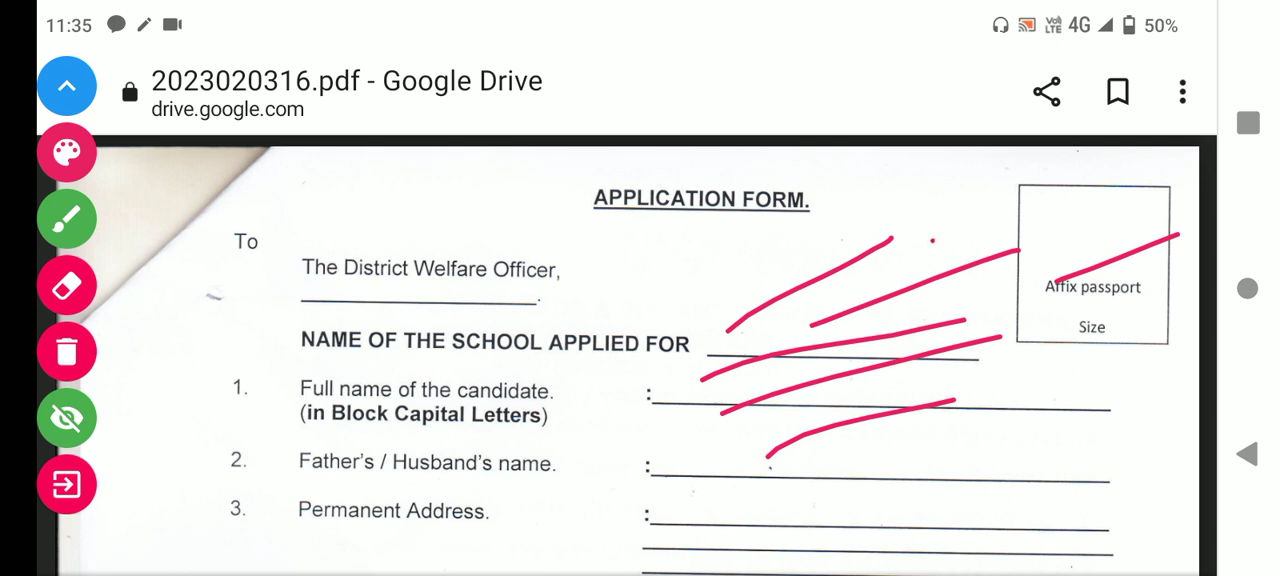 11:35 Vo) LTE 4G 50%
2023020316.pdf - Google Drive
drive.google.com
APPLICATION FORM.
To
The District Welfare Officer,
Affix passport
Size
NAME OF THE SCHOOL APPLIED FOR
1. Full name of the candidate. :
(in Block Capital Letters)
2. Father's / Husband's name. :
3. Permanent Address. :